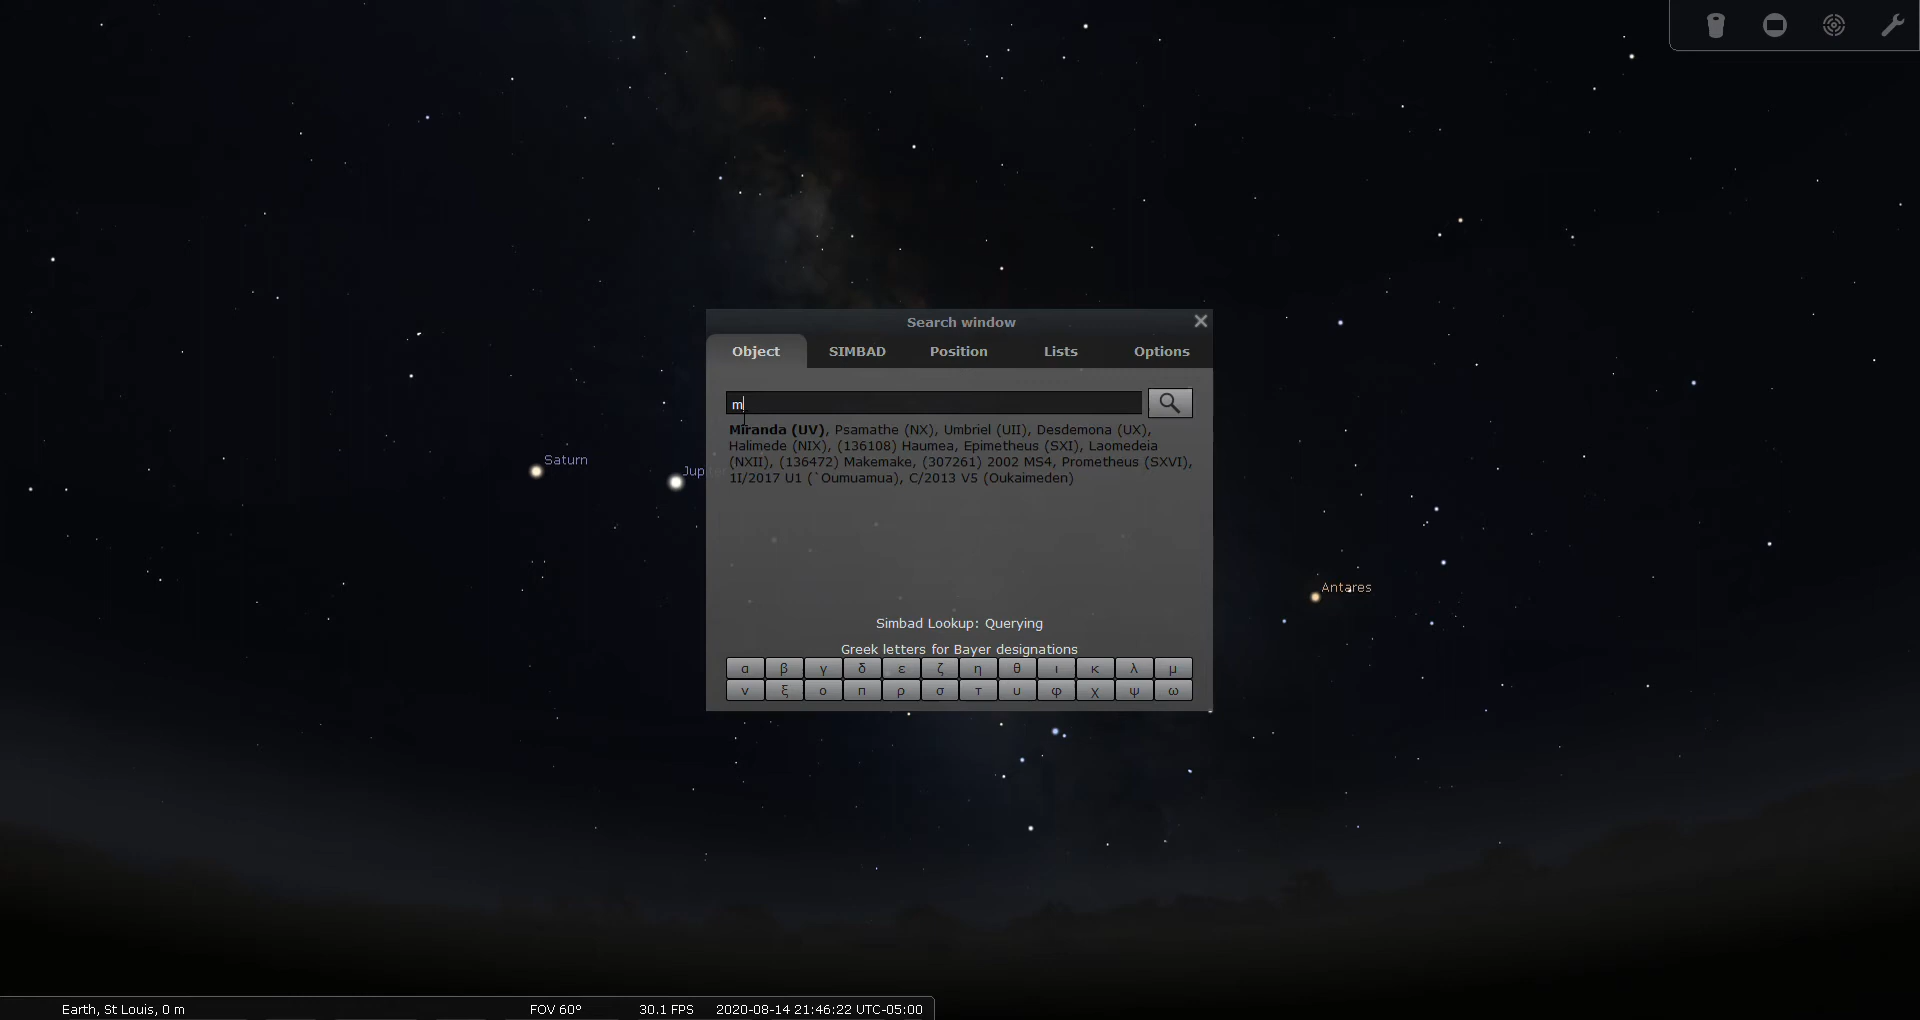 Search window
Object SIMBAD Position Lists Options
m
Miranda (UV), Psamathe (NX), Umbriel (UII), Desdemona (UX),
Halimede (NIX), (136108) Haumea, Epimetheus (SXI), Laomedeia
(NXII), (136472) Makemake, (307261) 2002 MS4, Prometheus (SXVI),
1I/2017 U1 (`Oumuamua), C/2013 V5 (Oukaimeden)
Saturn
Jup
Antares
Simbad Lookup: Querying
Greek letters for Bayer designations
α β γ δ ε ζ η θ ι κ λ μ
ν ξ ο π ρ σ τ υ φ χ ψ ω
Earth, St Louis, 0 m FOV 60° 30.1 FPS 2020-08-14 21:46:22 UTC-05:00